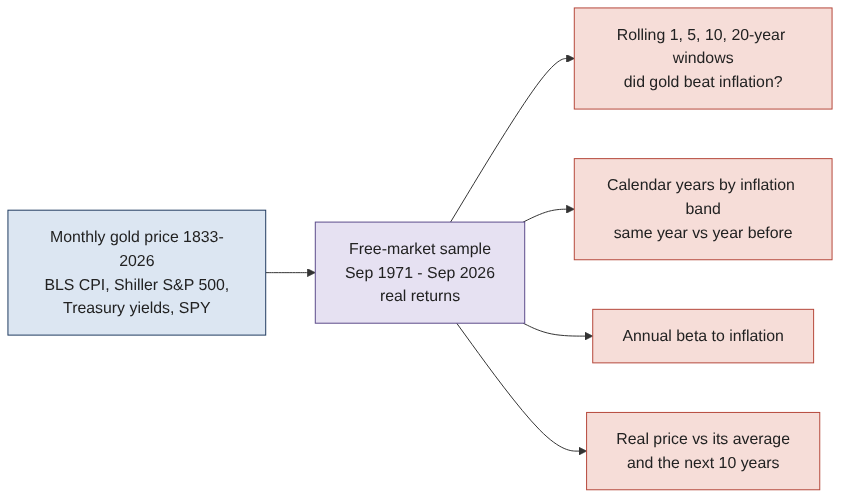 Monthly gold price 1833-
2026
BLS CPI, Shiller S&P 500,
Treasury yields, SPY
Free-market sample
Sep 1971 - Sep 2026
real returns
Rolling 1, 5, 10, 20-year
windows
did gold beat inflation?
Calendar years by inflation
band
same year vs year before
Annual beta to inflation
Real price vs its average
and the next 10 years